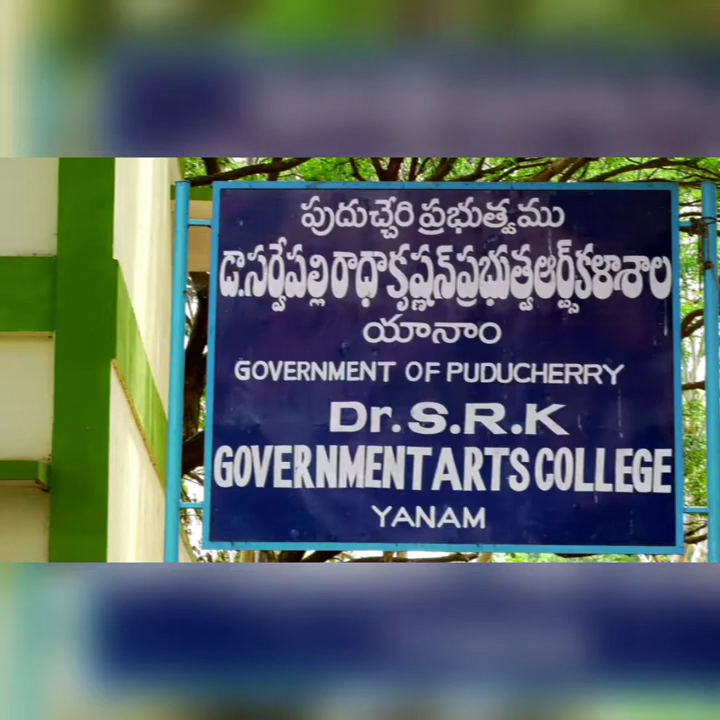 పుదుచ్చేరి ప్రభుత్వము
డా.సర్వేపల్లి రాధాకృష్ణన్ ప్రభుత్వ ఆర్ట్స్ కళాశాల
యానాం
GOVERNMENT OF PUDUCHERRY
Dr.S.R.K
GOVERNMENT ARTS COLLEGE
YANAM